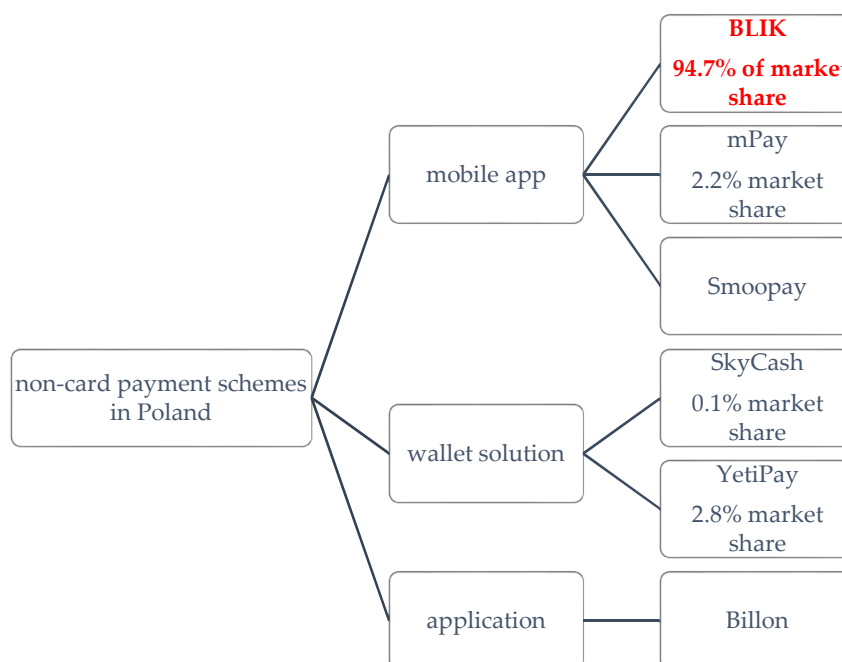 non-card payment schemes
in Poland
mobile app
BLIK
94.7% of market
share
mPay
2.2% market
share
Smoopay
wallet solution
SkyCash
0.1% market
share
YetiPay
2.8% market
share
application
Billon